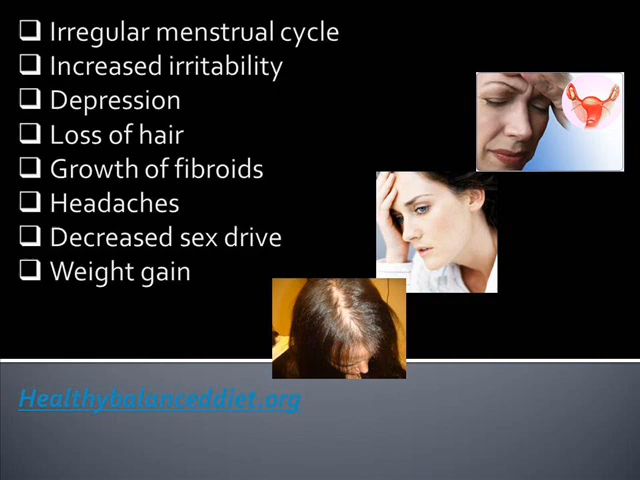 Irregular menstrual cycle
Increased irritability
Depression
Loss of hair
Growth of fibroids
Headaches
Decreased sex drive
Weight gain
Healthybalanceddiet.org